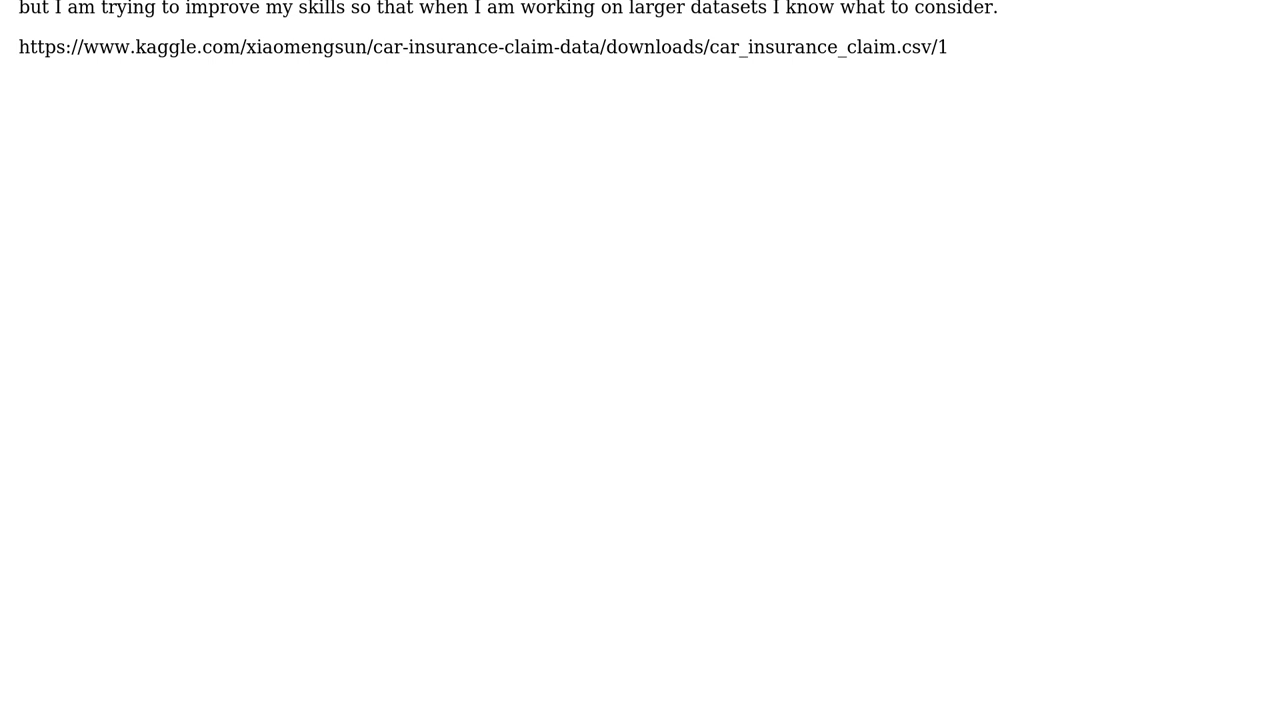 but I am trying to improve my skills so that when I am working on larger datasets I know what to consider.
https://www.kaggle.com/xiaomengsun/car-insurance-claim-data/downloads/car_insurance_claim.csv/1